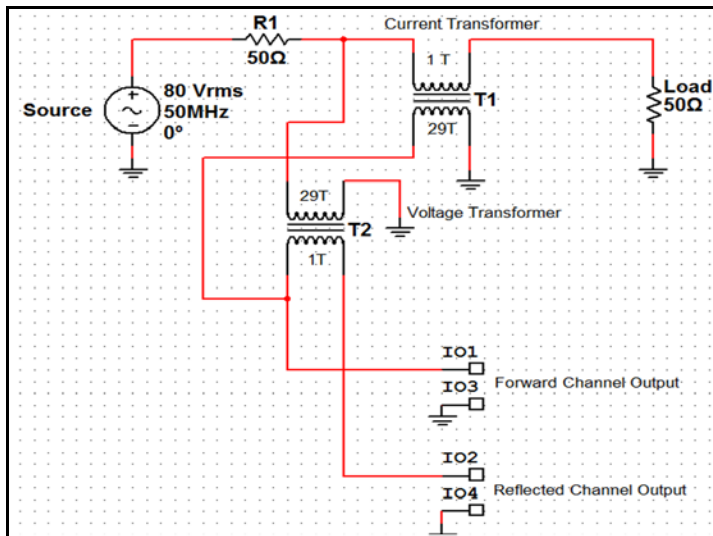 Current Transformer
R1
50Ω
1 T
T1
29T
Source
80 Vrms
50MHz
0º
Load
50Ω
29T
T2
1T
Voltage Transformer
IO1
IO3
Forward Channel Output
IO2
IO4
Reflected Channel Output